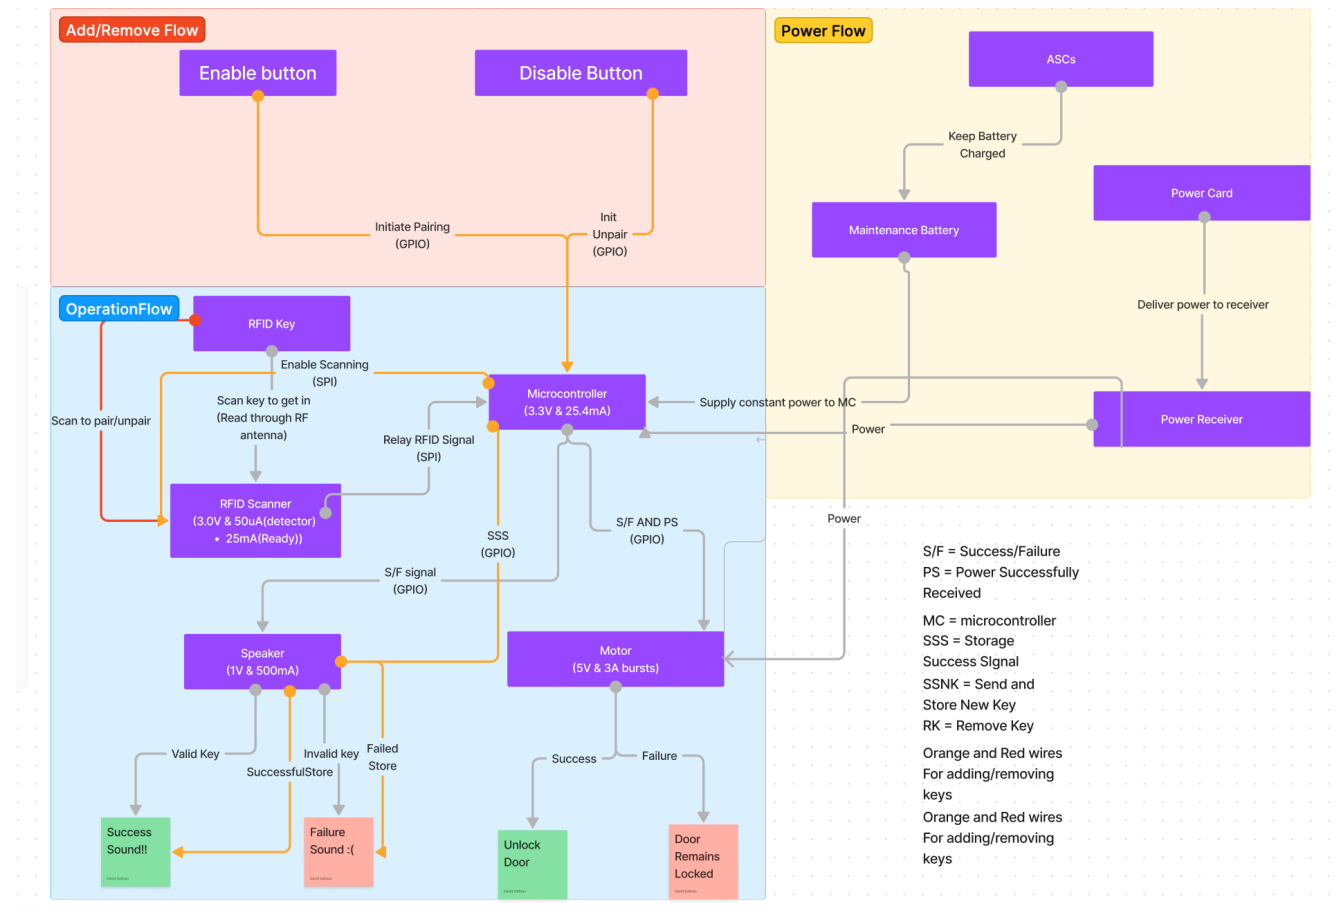 Add/Remove Flow
Enable button
Disable Button
Initiate Pairing
(GPIO)
Init
Unpair
(GPIO)
Power Flow
ASCs
Keep Battery
Charged
Power Card
Maintenance Battery
Deliver power to receiver
Power Receiver
Supply constant power to MC
Power
Power
OperationFlow
RFID Key
Enable Scanning
(SPI)
Scan key to get in
(Read through RF
antenna)
Scan to pair/unpair
Microcontroller
(3.3V & 25.4mA)
Relay RFID Signal
(SPI)
RFID Scanner
(3.0V & 50uA(detector)
• 25mA(Ready))
SSS
(GPIO)
S/F AND PS
(GPIO)
S/F signal
(GPIO)
Speaker
(1V & 500mA)
Motor
(5V & 3A bursts)
Valid Key
SuccessfulStore
Invalid key
Failed
Store
Success
Failure
Success
Sound!!
Failure
Sound :(
Unlock
Door
Door
Remains
Locked
S/F = Success/Failure
PS = Power Successfully
Received
MC = microcontroller
SSS = Storage
Success SIgnal
SSNK = Send and
Store New Key
RK = Remove Key
Orange and Red wires
For adding/removing
keys
Orange and Red wires
For adding/removing
keys